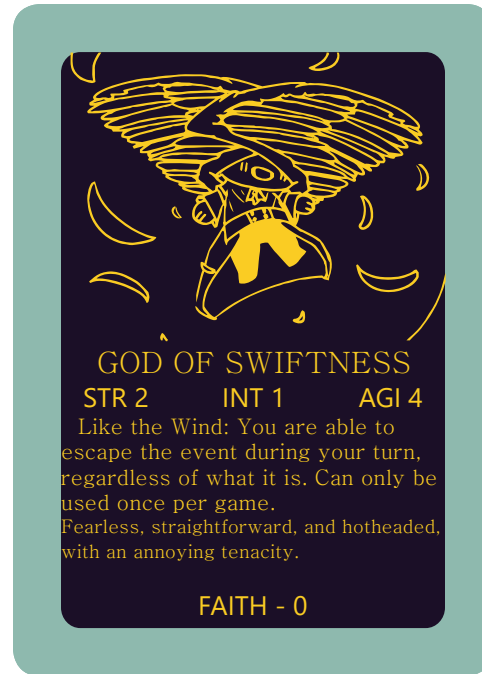 GOD OF SWIFTNESS
STR 2 INT 1 AGI 4
Like the Wind: You are able to
escape the event during your turn,
regardless of what it is. Can only be
used once per game.
Fearless, straightforward, and hotheaded,
with an annoying tenacity.
FAITH - 0